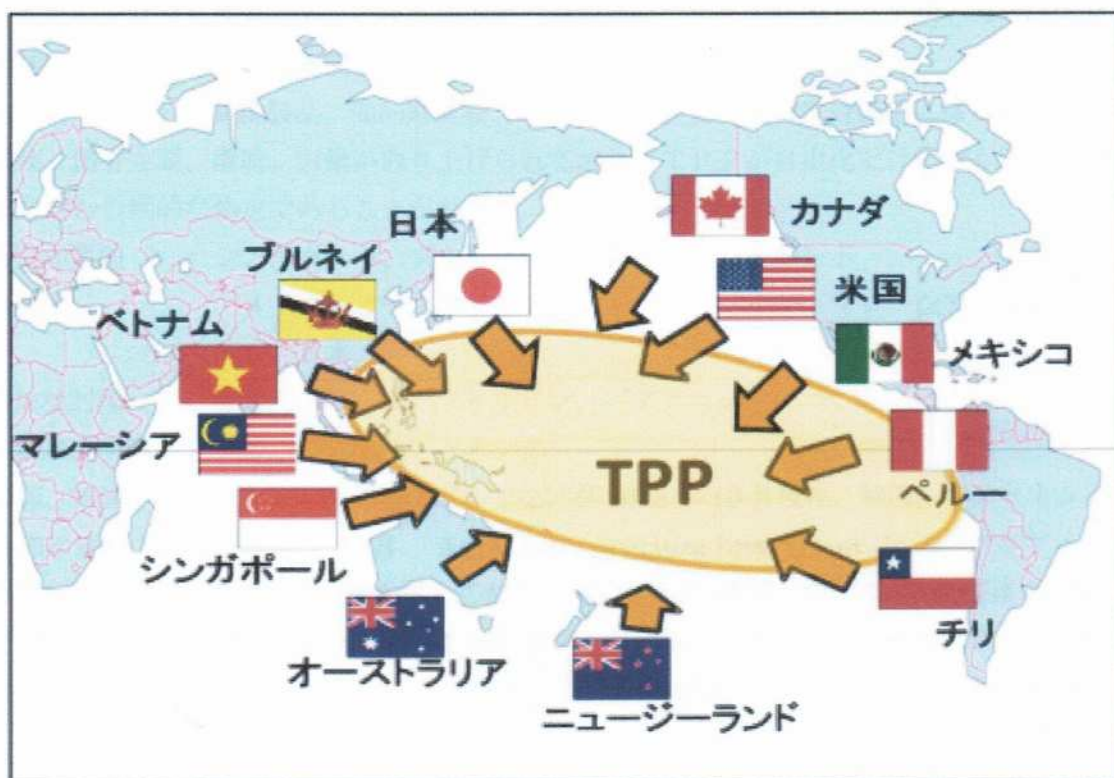 日本
カナダ
ブルネイ
米国
ベトナム
メキシコ
マレーシア
TPP
ペルー
シンガポール
チリ
オーストラリア
ニュージーランド